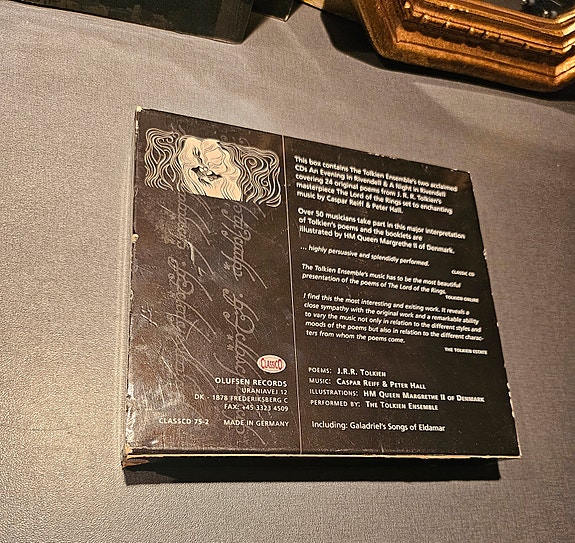 This box contains The Tolkien Ensemble's two acclaimed
CDs An Evening in Rivendell & A Night in Rivendell
covering 24 original poems from J. R. R. Tolkien's
masterpiece The Lord of the Rings set to enchanting
music by Caspar Reiff & Peter Hall.
Over 50 musicians take part in this major interpretation
of Tolkien's poems and the booklets are
illustrated by HM Queen Margrethe II of Denmark.
... highly persuasive and splendidly performed.
CLASSIC CD
The Tolkien Ensemble's music has to be the most beautiful
presentation of the poems of The Lord of the Rings.
TOLKIEN ONLINE
I find this the most interesting and exiting work. It reveals a
close sympathy with the original work and a remarkable ability
to vary the music not only in relation to the different styles and
moods of the poems but also in relation to the different charac-
ters from whom the poems come.
THE TOLKIEN ESTATE
POEMS: J.R.R. TOLKIEN
MUSIC: CASPAR REIFF & PETER HALL
ILLUSTRATIONS: HM QUEEN MARGRETHE II OF DENMARK
PERFORMED BY: THE TOLKIEN ENSEMBLE
Including: Galadriel's Songs of Eldamar
CLASSCO
OLUFSEN RECORDS
URANIAVEJ 12
DK - 1878 FREDERIKSBERG C
FAX: +45 3323 4509
CLASSCD 75-2 MADE IN GERMANY